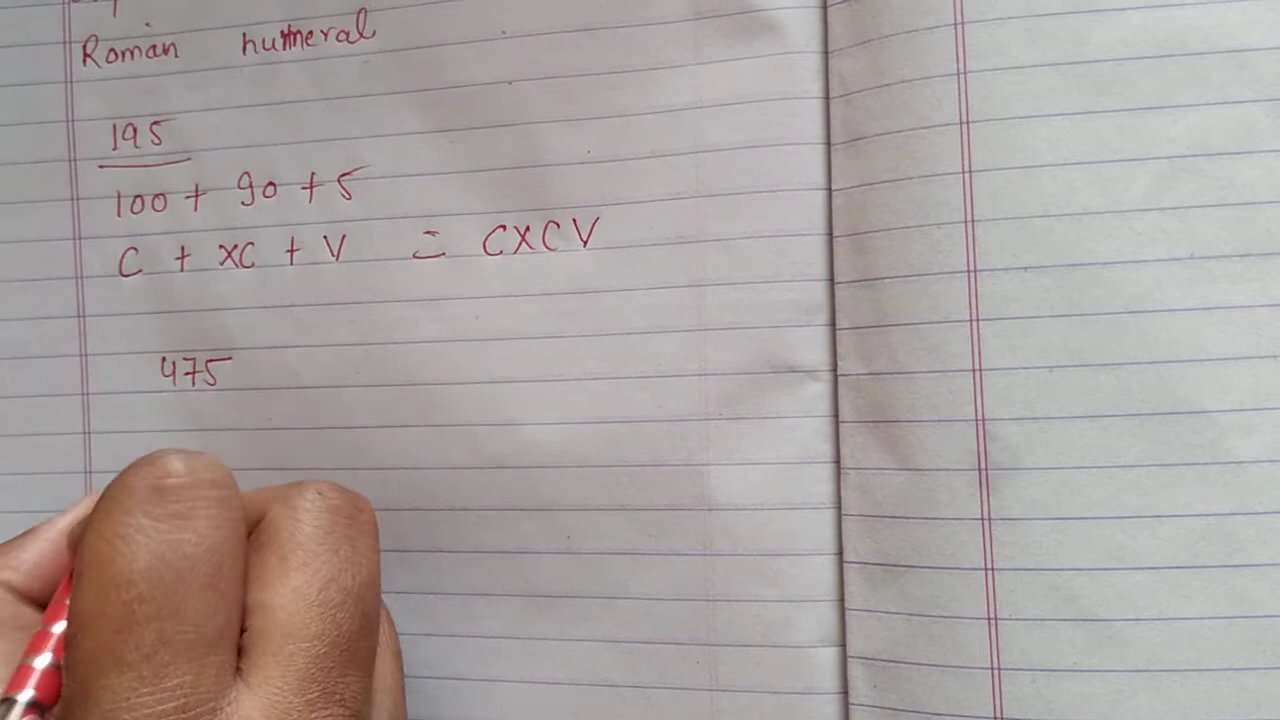 Roman humeral
195
100 + 90 + 5
C + XC + V = CXCV
475